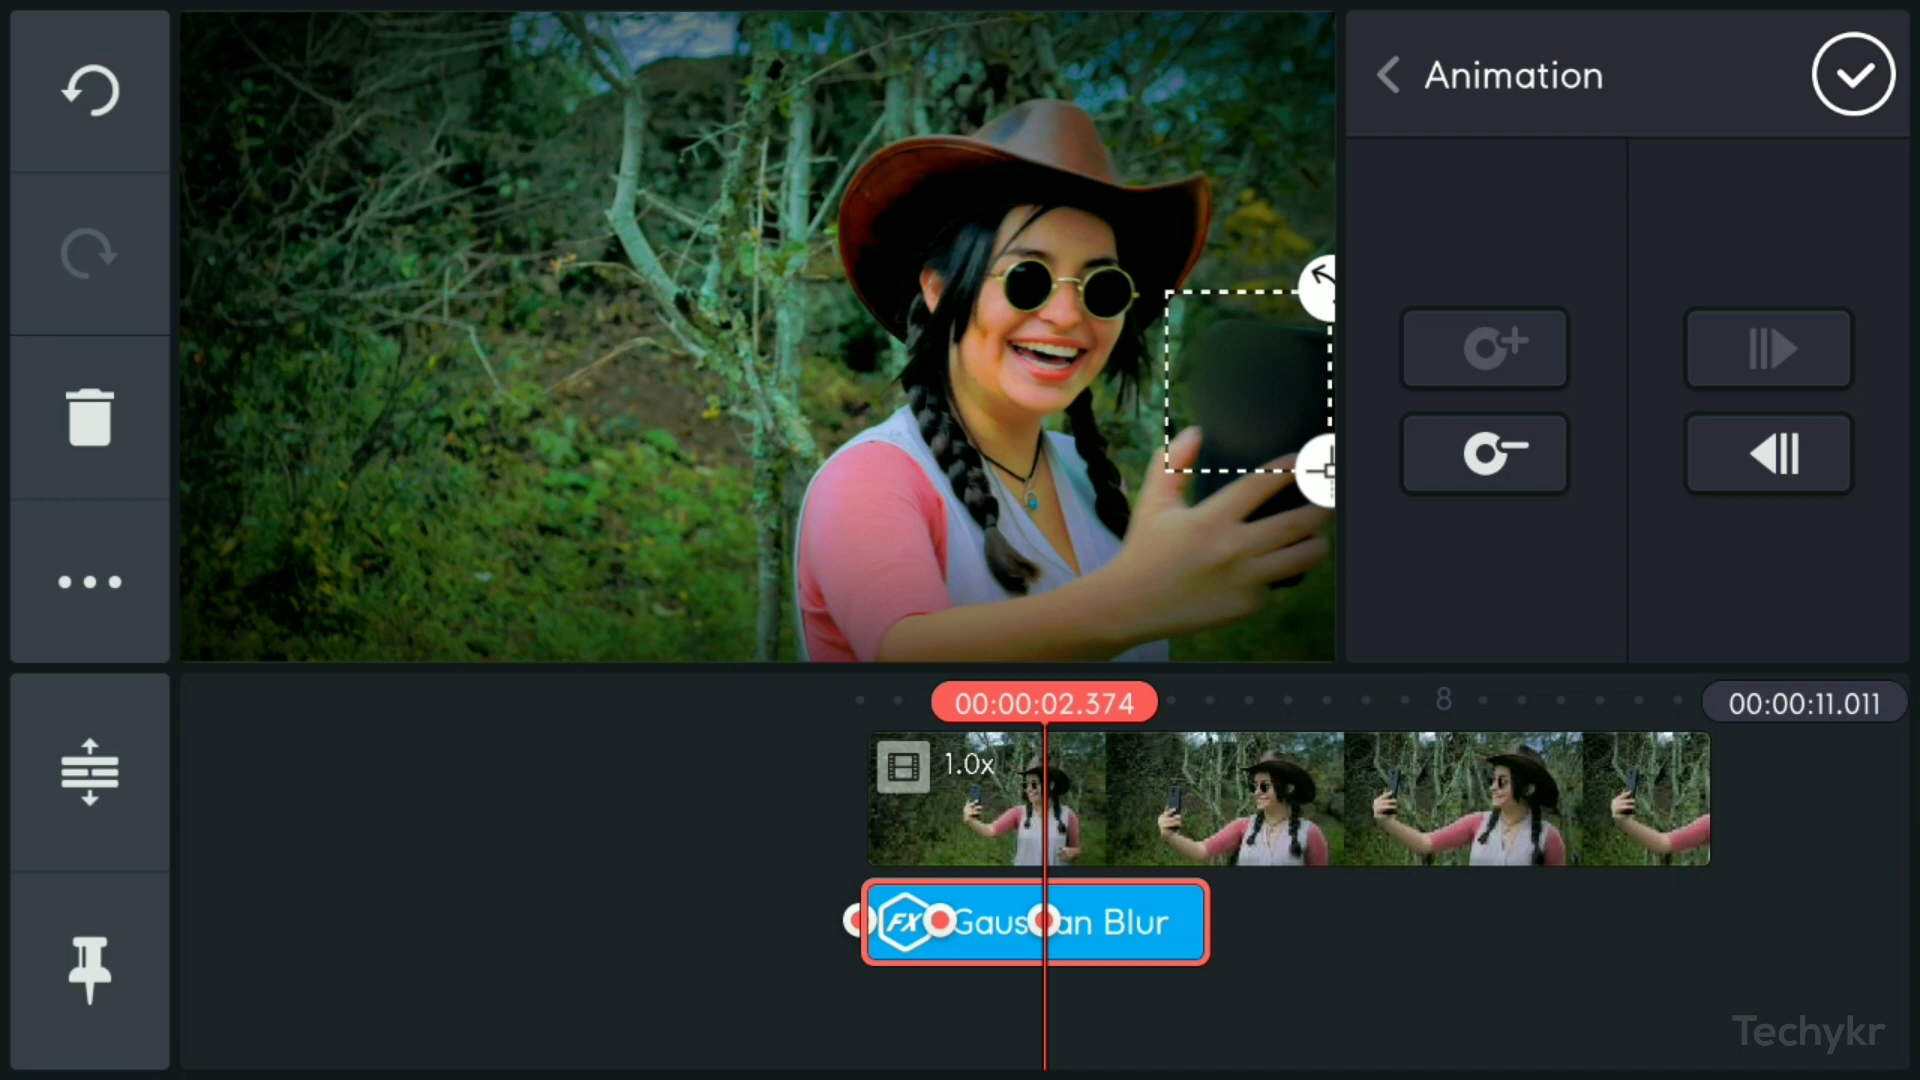 Animation
00:00:02.374
8
00:00:11.011
1.0x
FX Gaus an Blur
Techykr